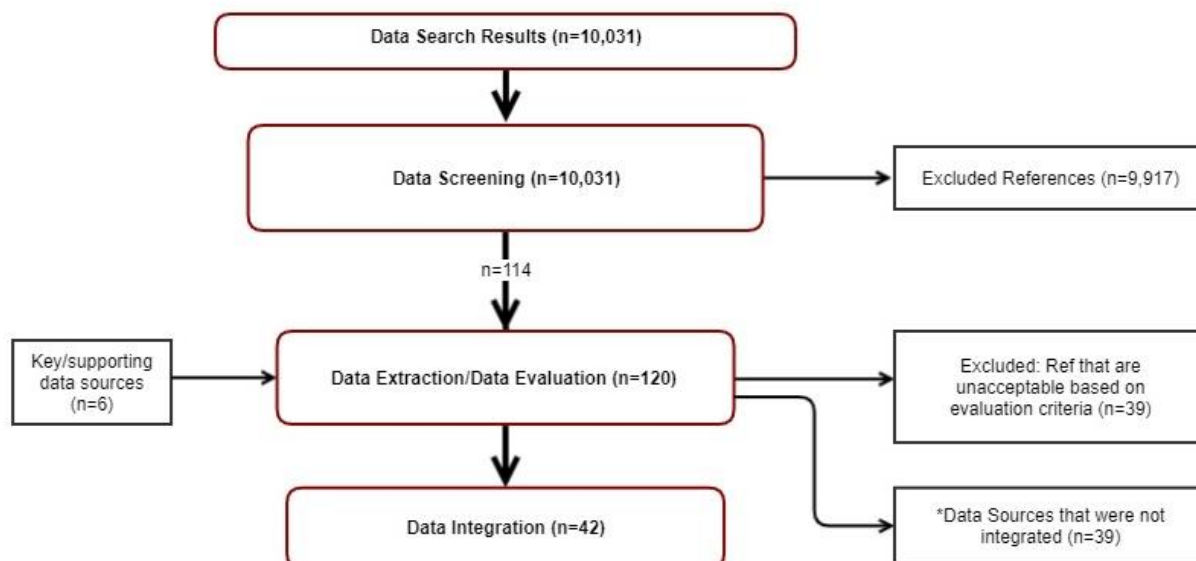 Data Search Results (n=10,031)
Data Screening (n=10,031)
Excluded References (n=9,917)
n=114
Key/supporting
data sources
(n=6)
Data Extraction/Data Evaluation (n=120)
Excluded: Ref that are
unacceptable based on
evaluation criteria (n=39)
Data Integration (n=42)
*Data Sources that were not
integrated (n=39)